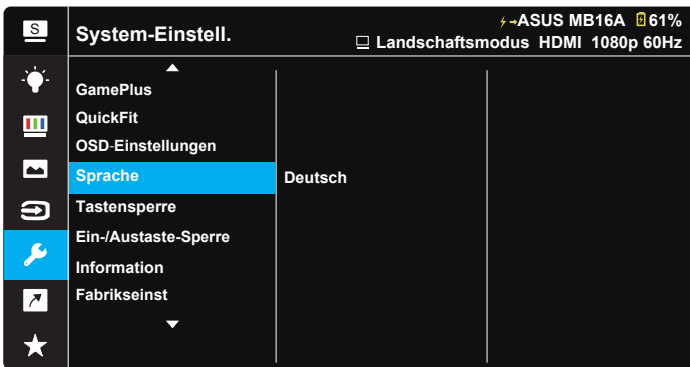 S
System-Einstell.
ASUS MB16A 61%
Landschaftsmodus HDMI 1080p 60Hz
GamePlus
QuickFit
OSD-Einstellungen
Sprache
Deutsch
Tastensperre
Ein-/Austaste-Sperre
Information
Fabrikseinst